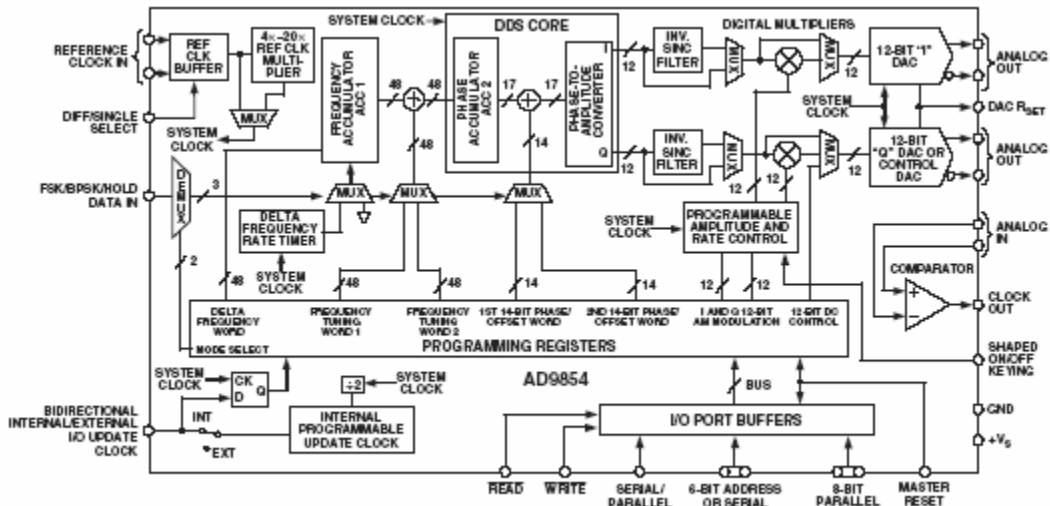 REFERENCE
CLOCK IN
REF
CLK
BUFFER
4×–20×
REF CLK
MULTI-
PLIER
MUX
DIFF/SINGLE
SELECT
SYSTEM
CLOCK
FSK/BPSK/HOLD
DATA IN
DEMUX
3
2
SYSTEM CLOCK
FREQUENCY
ACCUMULATOR
ACC 1
48
48
DDS CORE
PHASE
ACCUMULATOR
ACC 2
17
17
PHASE-TO-
AMPLITUDE
CONVERTER
I
Q
12
12
48
14
MUX
MUX
MUX
DELTA
FREQUENCY
RATE TIMER
SYSTEM
CLOCK
DIGITAL MULTIPLIERS
INV.
SINC
FILTER
MUX
MUX
12
12
12-BIT "I"
DAC
ANALOG
OUT
SYSTEM
CLOCK
DAC RSET
INV.
SINC
FILTER
MUX
MUX
12
12
12
12
12-BIT
"Q" DAC OR
CONTROL
DAC
ANALOG
OUT
SYSTEM
CLOCK
PROGRAMMABLE
AMPLITUDE AND
RATE CONTROL
ANALOG
IN
COMPARATOR
+
–
CLOCK
OUT
48
48
48
14
14
12
12
DELTA
FREQUENCY
WORD
FREQUENCY
TUNING
WORD 1
FREQUENCY
TUNING
WORD 2
1ST 14-BIT PHASE/
OFFSET WORD
2ND 14-BIT PHASE/
OFFSET WORD
I AND Q 12-BIT
AM MODULATION
12-BIT DC
CONTROL
MODE SELECT
PROGRAMMING REGISTERS
SHAPED
ON/OFF
KEYING
SYSTEM
CLOCK
CK
Q
D
÷2
SYSTEM
CLOCK
AD9854
BUS
BIDIRECTIONAL
INTERNAL/EXTERNAL
I/O UPDATE
CLOCK
INT
EXT
INTERNAL
PROGRAMMABLE
UPDATE CLOCK
I/O PORT BUFFERS
GND
+VS
READ
WRITE
SERIAL/
PARALLEL
6-BIT ADDRESS
OR SERIAL
8-BIT
PARALLEL
MASTER
RESET